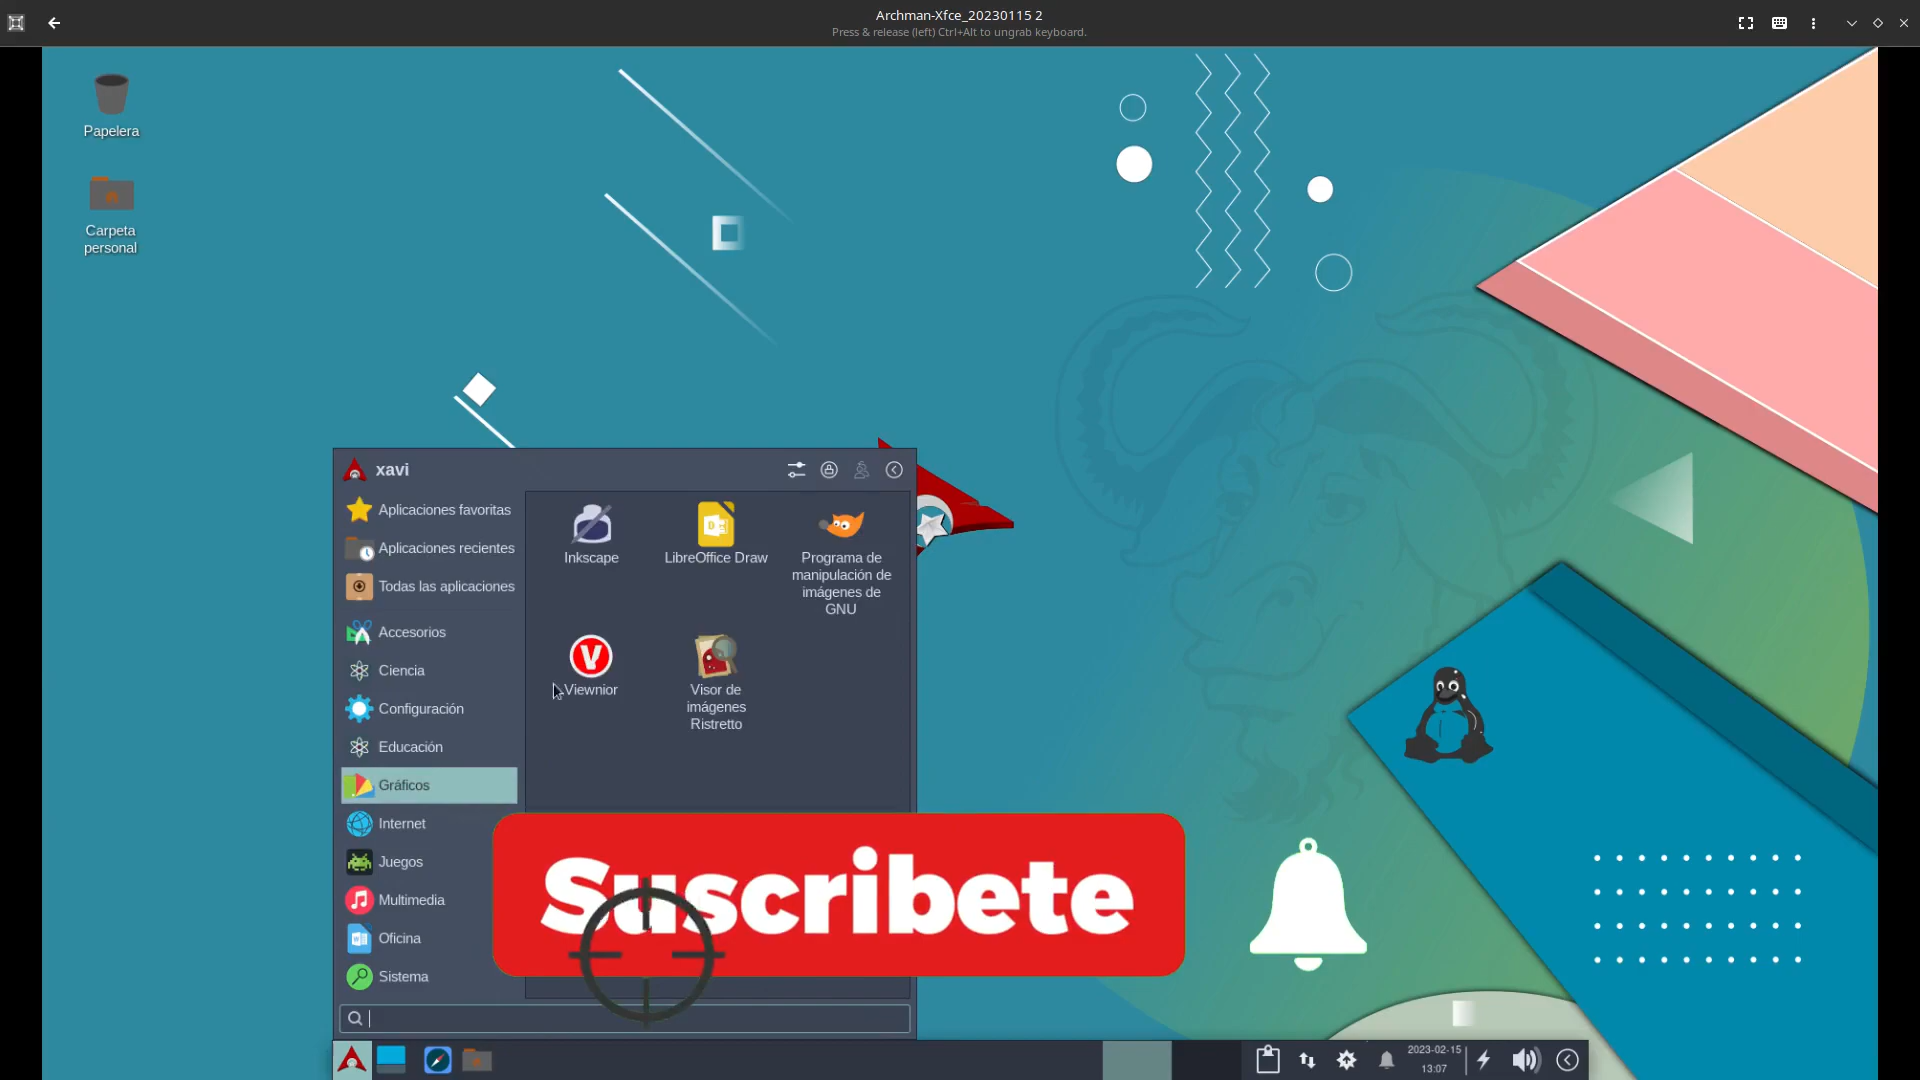 Archman-Xfce_20230115 2
Press & release (left) Ctrl+Alt to ungrab keyboard.
Papelera
Carpeta
personal
xavi
Aplicaciones favoritas
Aplicaciones recientes
Todas las aplicaciones
Accesorios
Ciencia
Configuración
Educación
Gráficos
Internet
Juegos
Multimedia
Oficina
Sistema
Inkscape
LibreOffice Draw
Programa de
manipulación de
imágenes de
GNU
Viewnior
Visor de
imágenes
Ristretto
Suscribete
2023-02-15
13:07